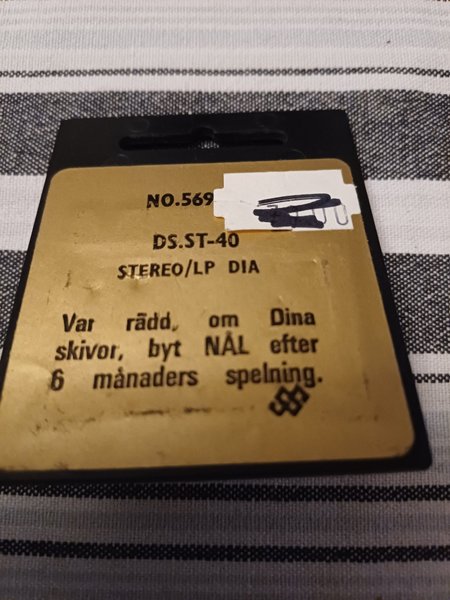 NO.569
DS.ST-40
STEREO/LP DIA
Var rädd, om Dina
skivor, byt NÅL efter
6 månaders spelning.